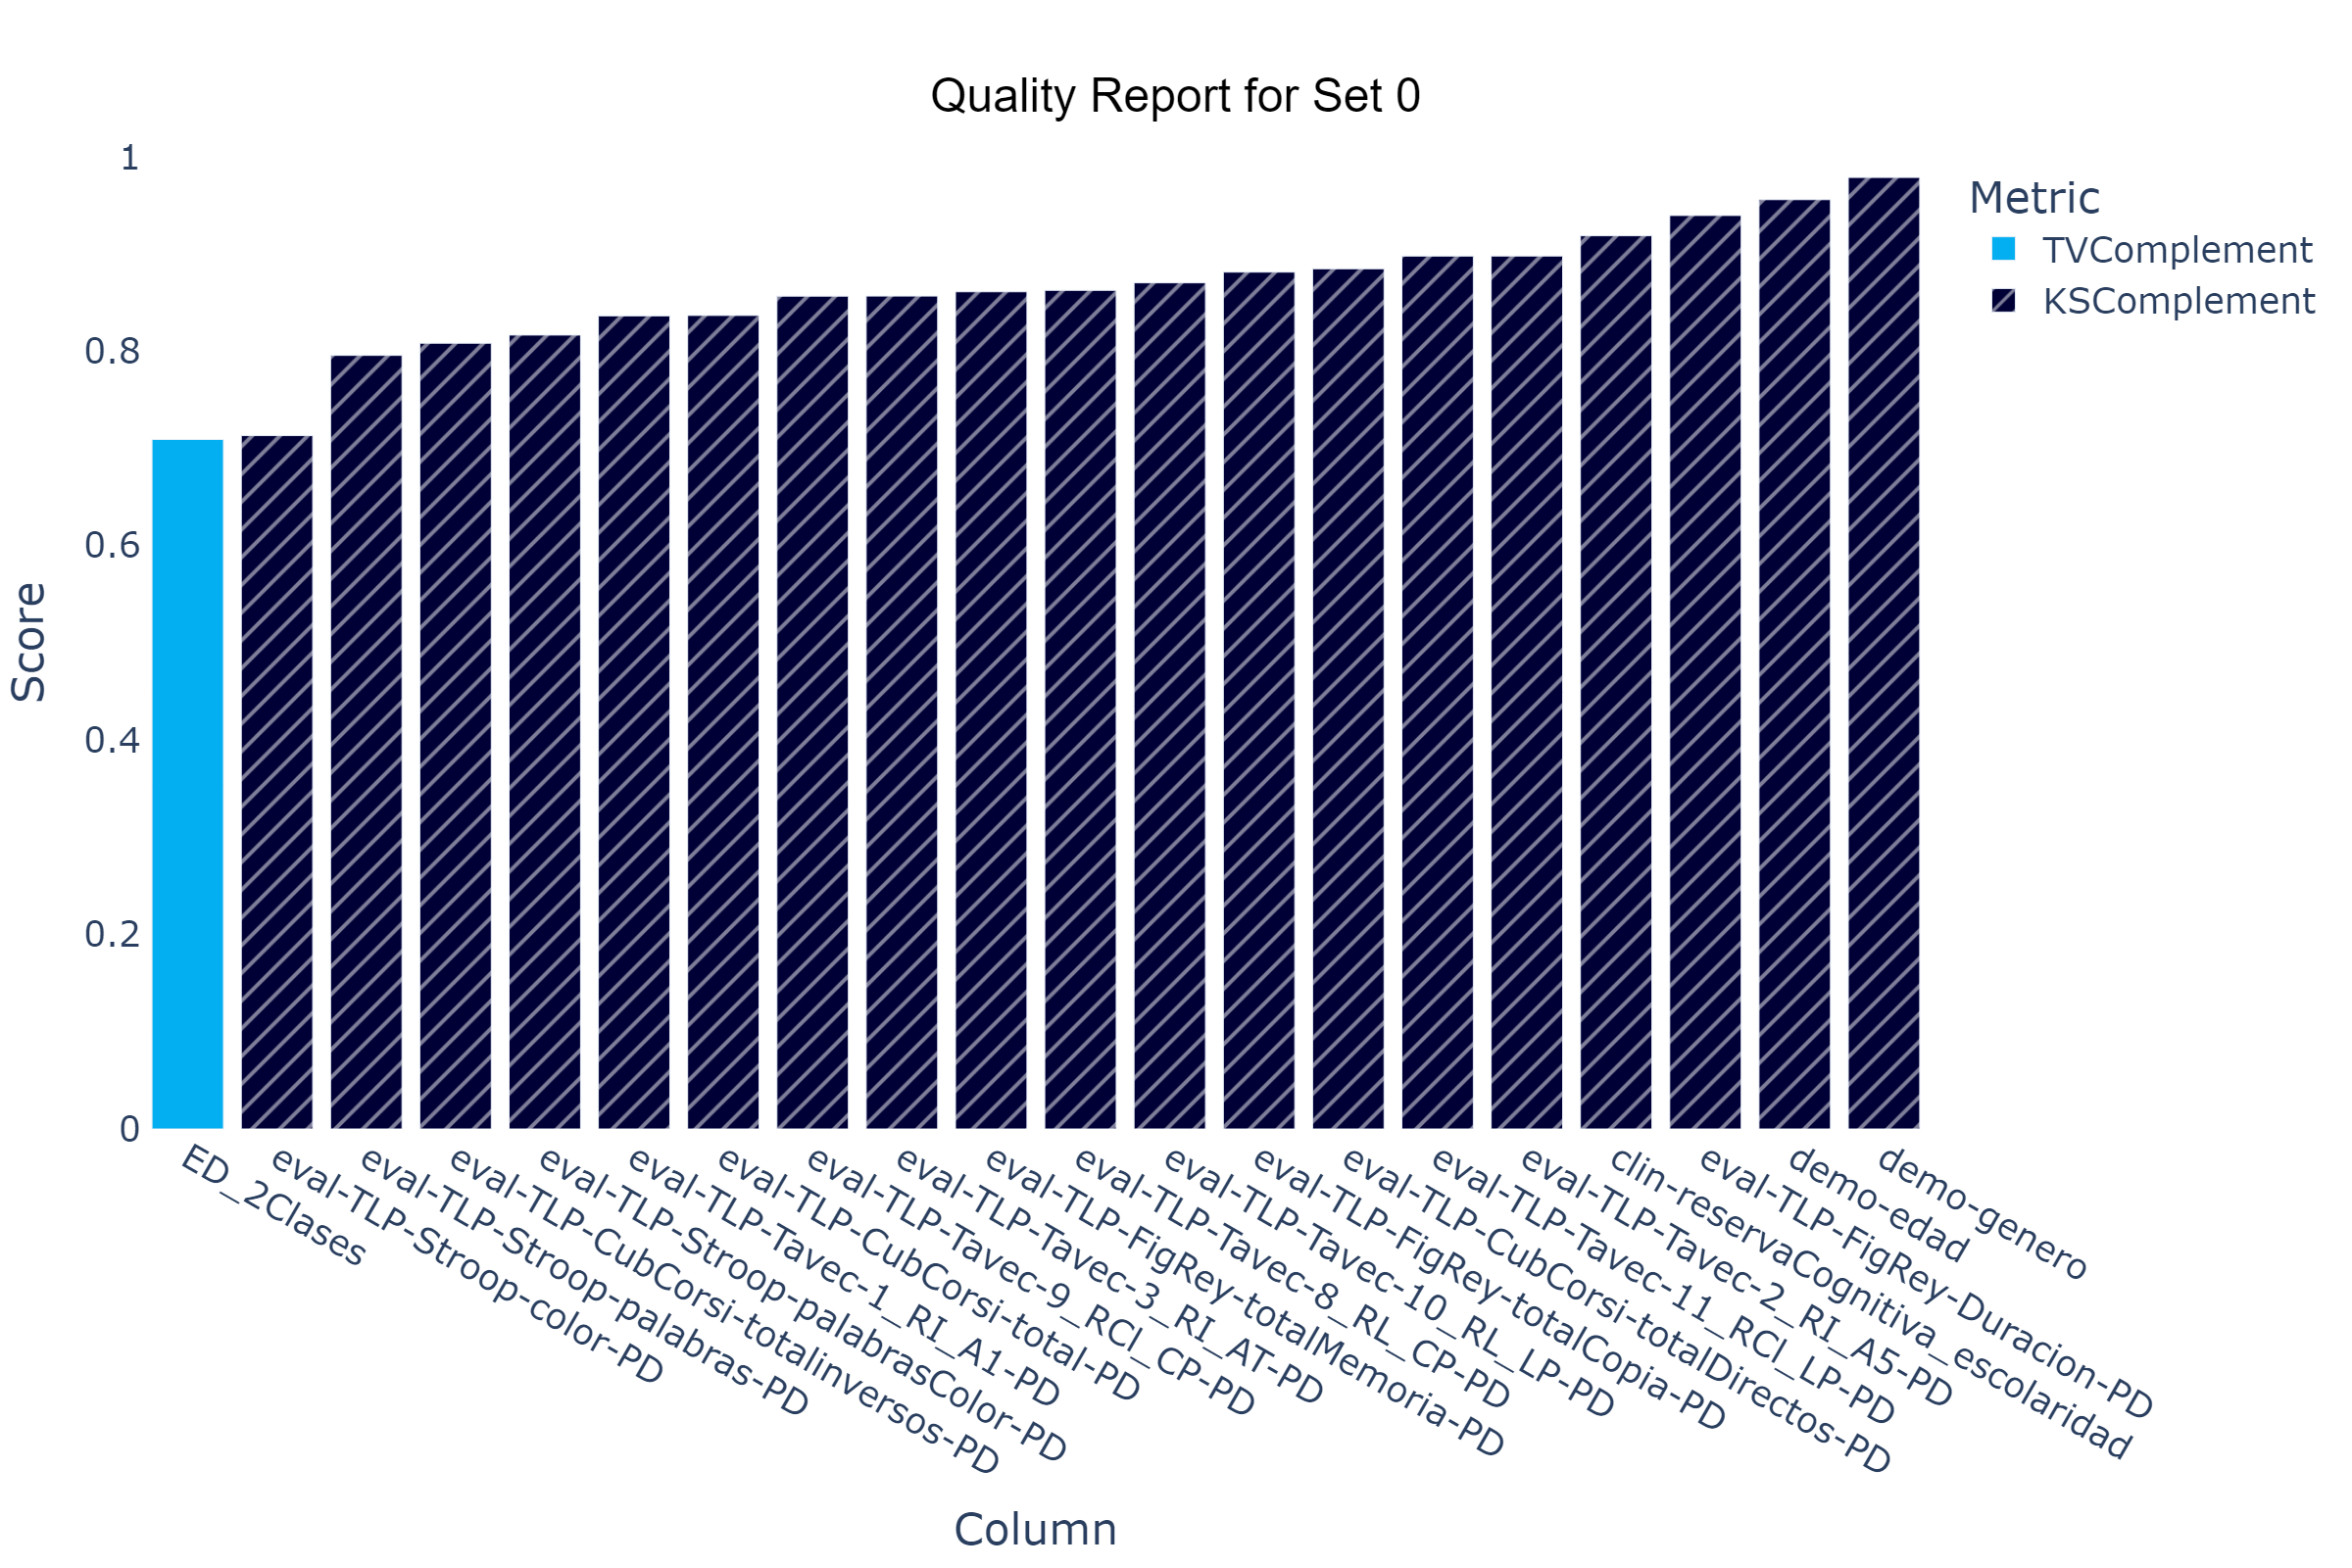 Quality Report for Set 0
1
0.8
0.6
0.4
0.2
0
Score
Metric
TVComplement
KSComplement
ED_2Clases
eval-TLP-Stroop-color-PD
eval-TLP-Stroop-palabras-PD
eval-TLP-CubCorsi-totalinversos-PD
eval-TLP-Stroop-palabrasColor-PD
eval-TLP-Tavec-1_RI_A1-PD
eval-TLP-CubCorsi-total-PD
eval-TLP-Tavec-9_RCl_CP-PD
eval-TLP-Tavec-3_RI_AT-PD
eval-TLP-FigRey-totalMemoria-PD
eval-TLP-Tavec-8_RL_CP-PD
eval-TLP-Tavec-10_RL_LP-PD
eval-TLP-FigRey-totalCopia-PD
eval-TLP-CubCorsi-totalDirectos-PD
eval-TLP-Tavec-11_RCl_LP-PD
eval-TLP-Tavec-2_RI_A5-PD
clin-reservaCognitiva_escolaridad
eval-TLP-FigRey-Duracion-PD
demo-edad
demo-genero
Column